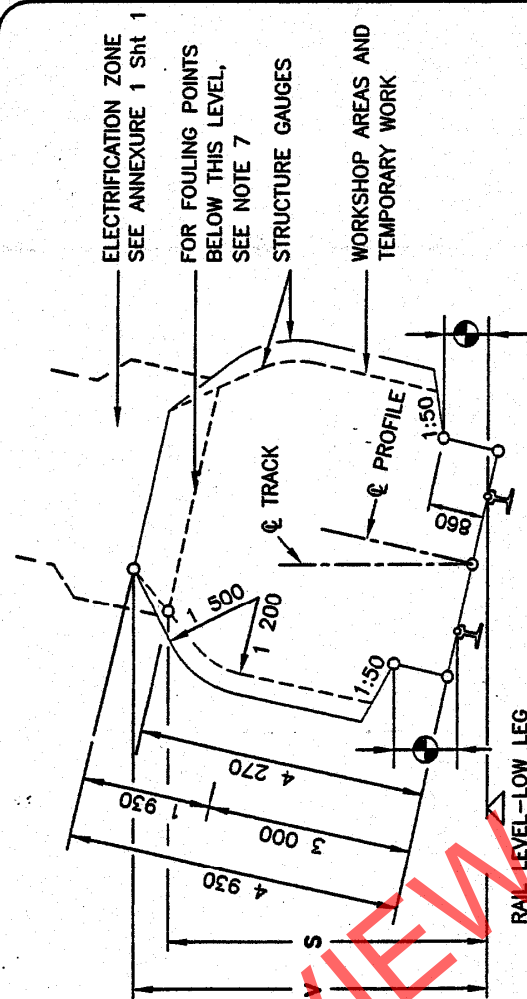 ELECTRIFICATION ZONE
SEE ANNEXURE 1 Sht 1
FOR FOULING POINTS
BELOW THIS LEVEL,
SEE NOTE 7
STRUCTURE GAUGES
WORKSHOP AREAS AND
TEMPORARY WORK
℄ TRACK
℄ PROFILE
1:50
860
1 500
1 200
1:50
4 270
1 930
3 000
4 930
S
V
RAIL LEVEL-LOW LEG
VIEW